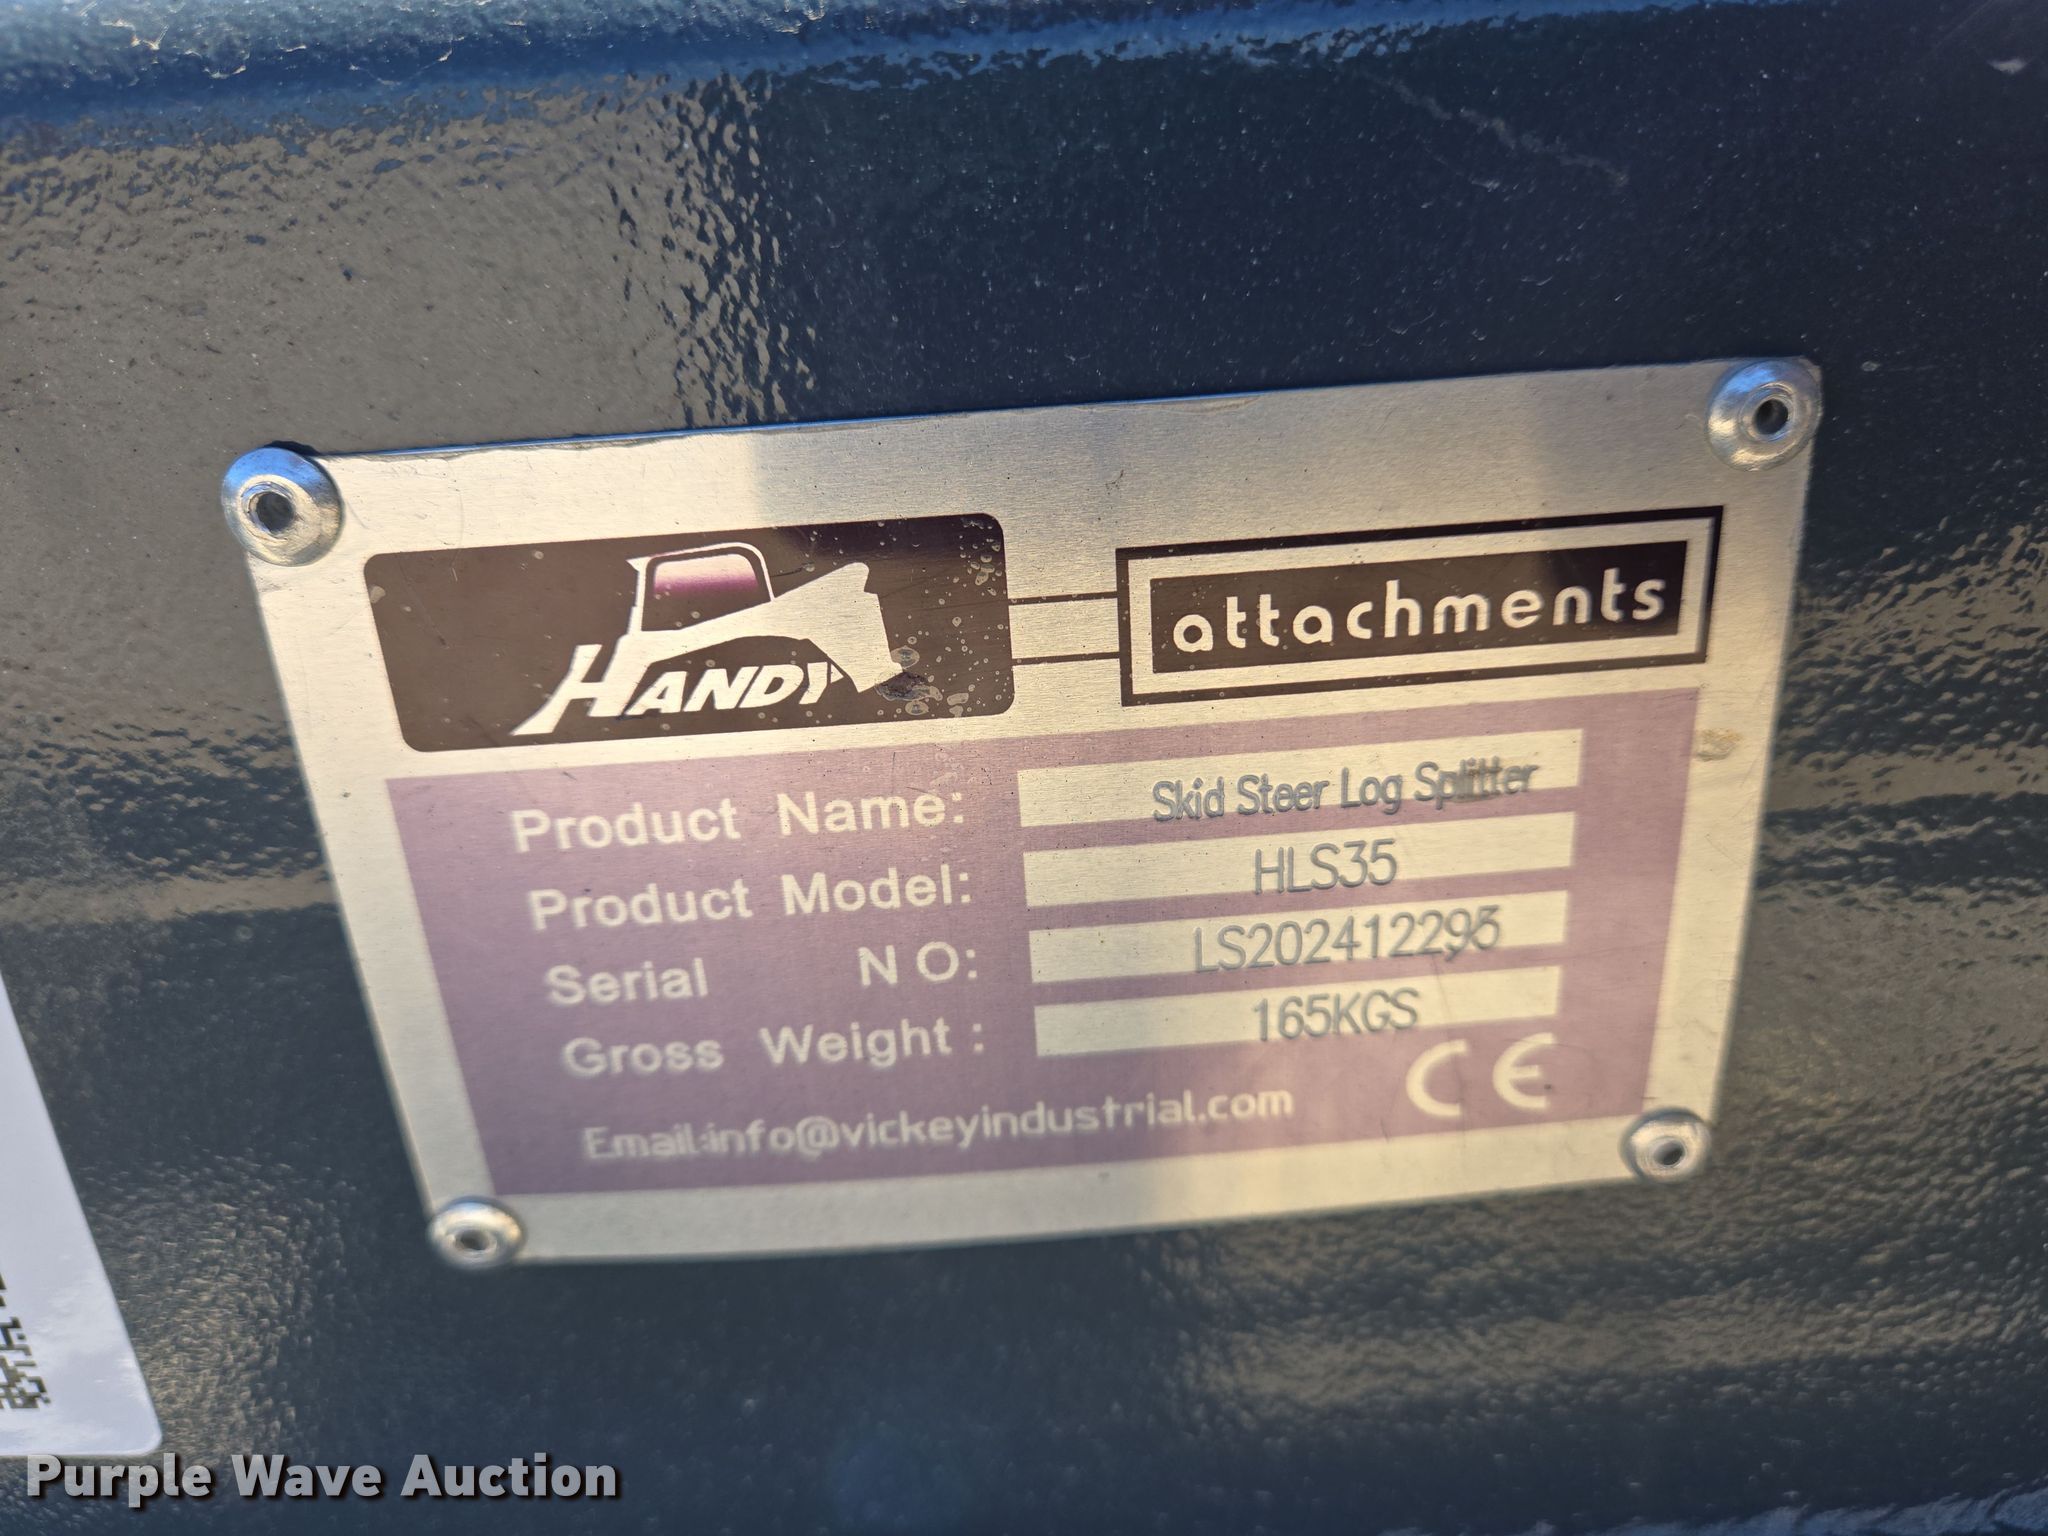 HANDY
attachments
Product Name: Skid Steer Log Splitter
Product Model: HLS35
Serial NO: LS202412295
Gross Weight: 165KGS
Email:info@vickeyindustrial.com
CE
Purple Wave Auction